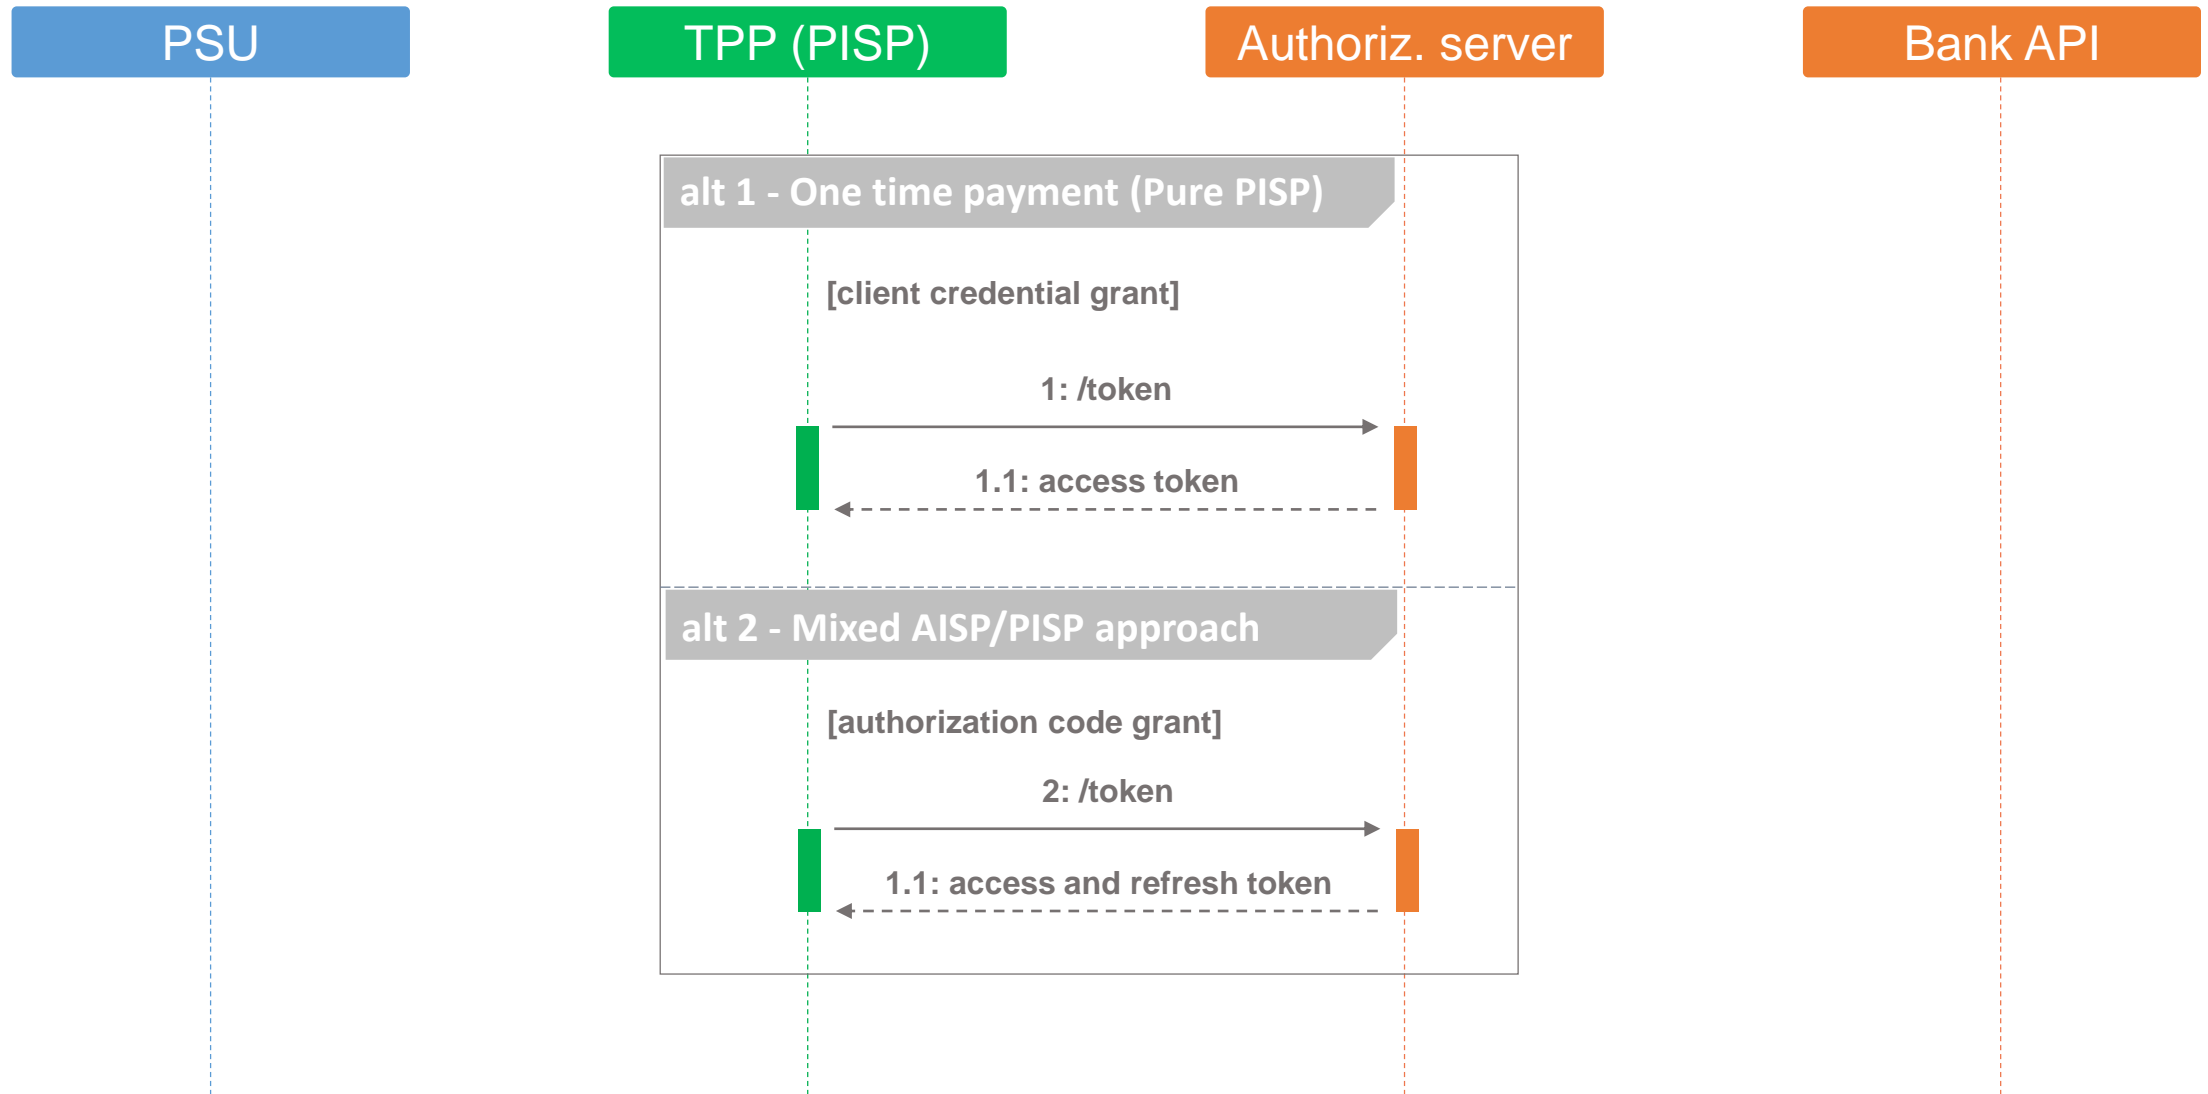 PSU
TPP (PISP)
Authoriz. server
Bank API
alt 1 - One time payment (Pure PISP)
[client credential grant]
1: /token
1.1: access token
alt 2 - Mixed AISP/PISP approach
[authorization code grant]
2: /token
1.1: access and refresh token